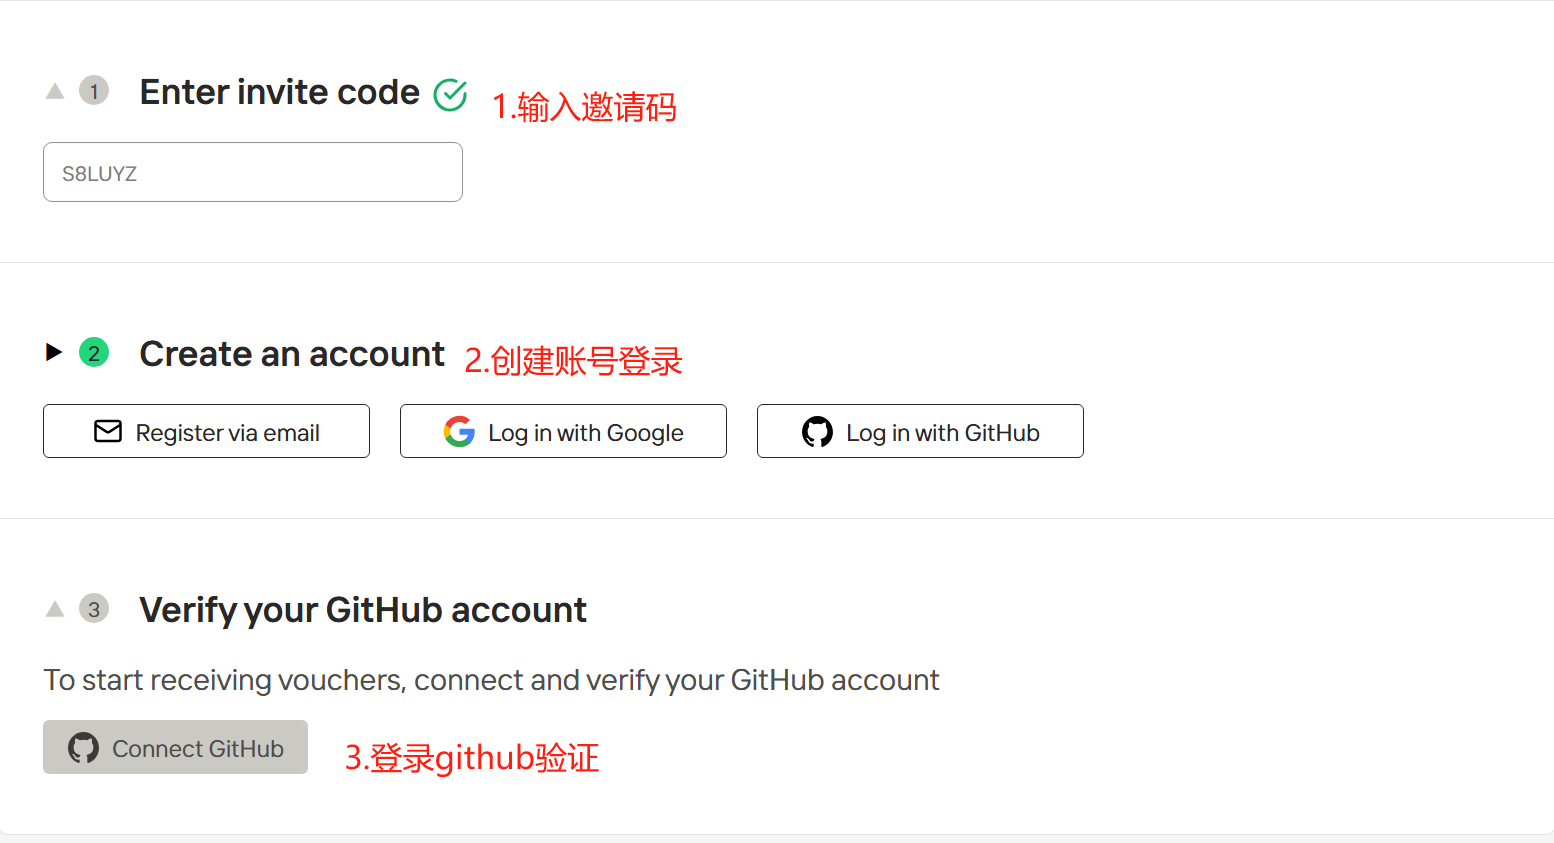 1 Enter invite code 1.输入邀请码
S8LUYZ
2 Create an account 2.创建账号登录
Register via email Log in with Google Log in with GitHub
3 Verify your GitHub account
To start receiving vouchers, connect and verify your GitHub account
Connect GitHub 3.登录github验证